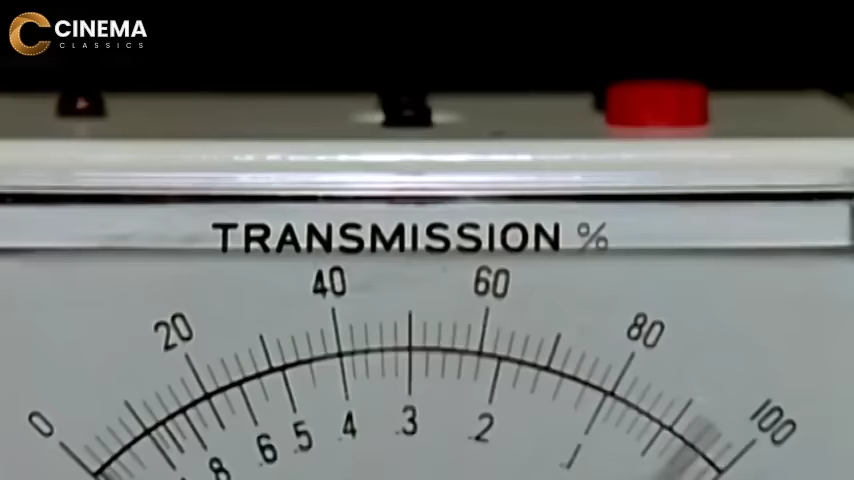 CINEMA
CLASSICS
TRANSMISSION %
0 20 40 60 80 100
8 .6 .5 .4 .3 .2 .1